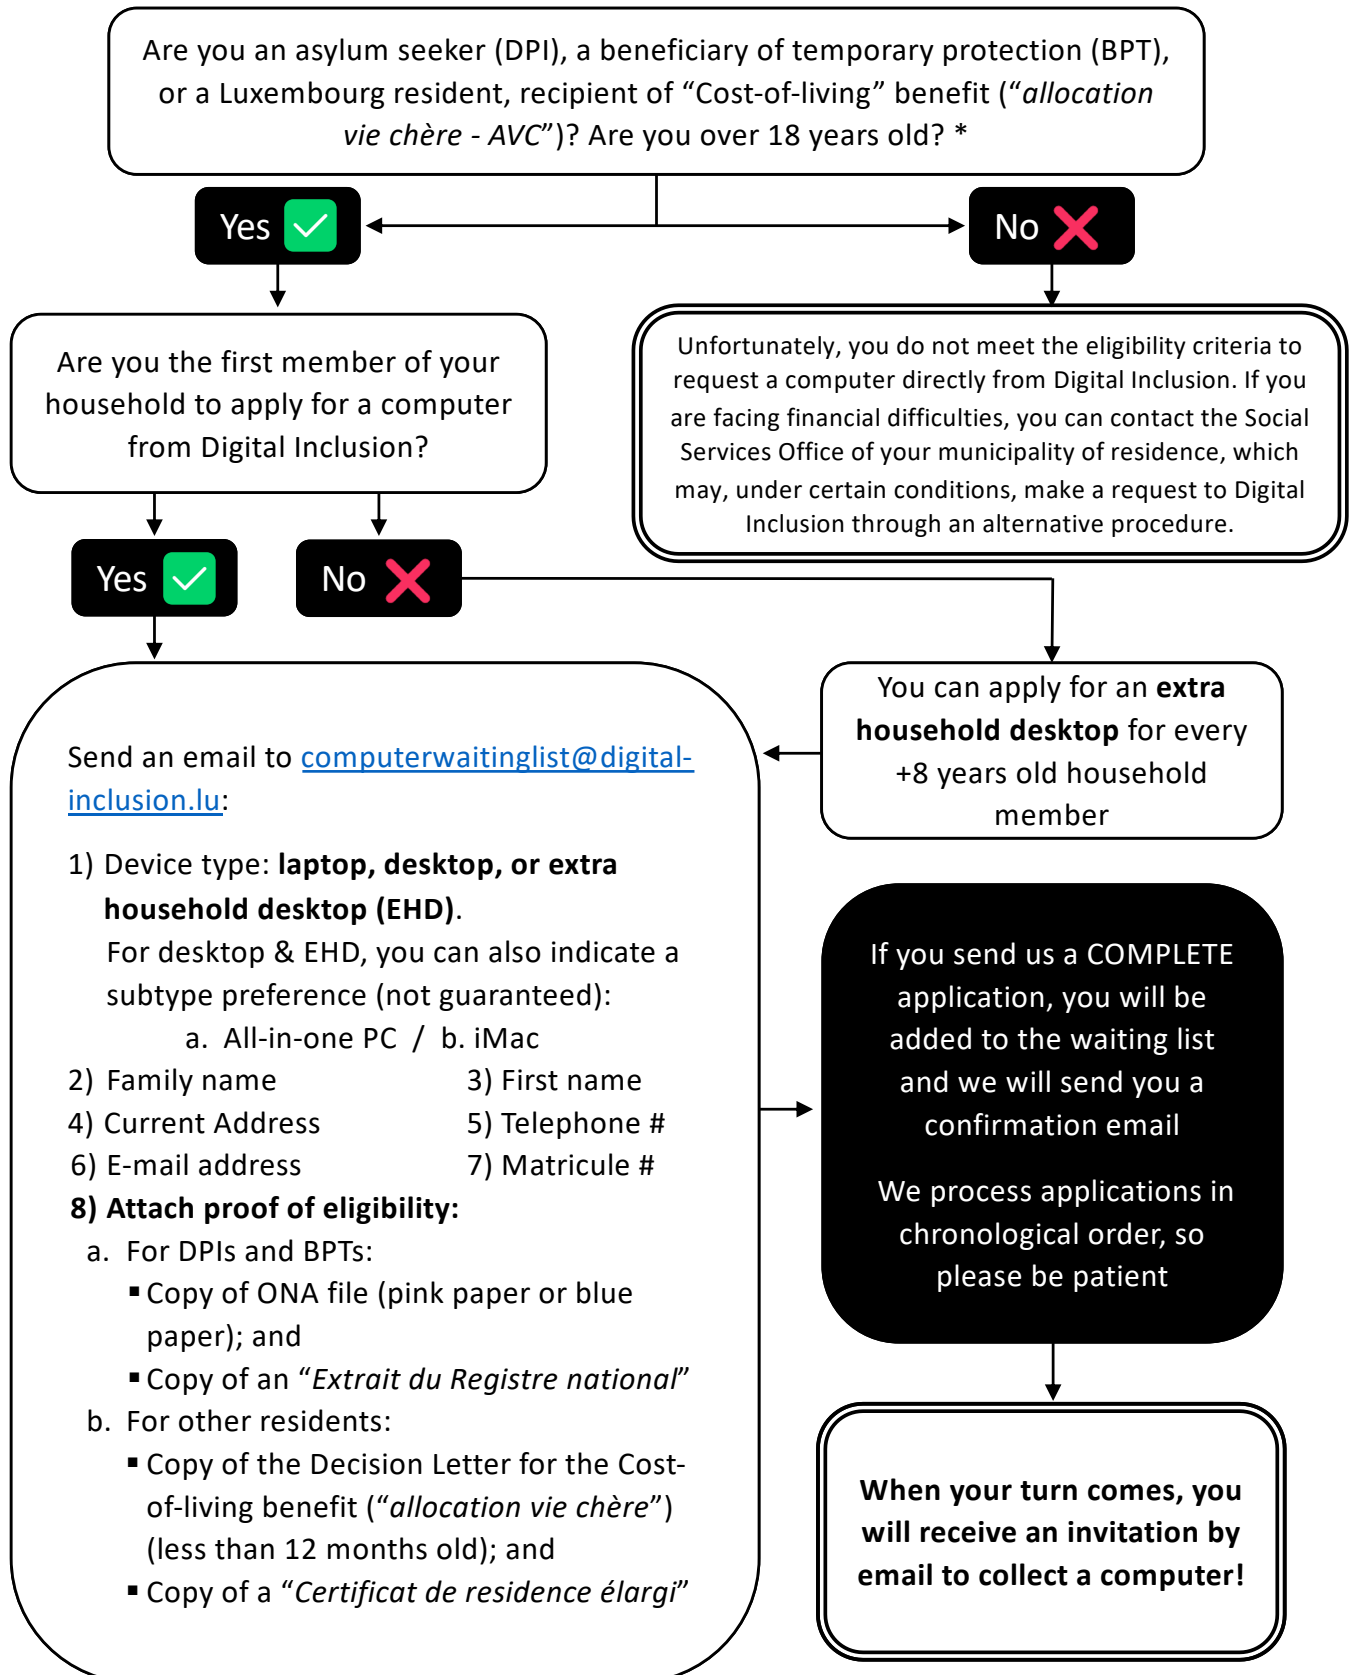 Are you an asylum seeker (DPI), a beneficiary of temporary protection (BPT),
or a Luxembourg resident, recipient of “Cost-of-living” benefit (“allocation
vie chère - AVC”)? Are you over 18 years old? *
Yes
No
Are you the first member of your
household to apply for a computer
from Digital Inclusion?
Unfortunately, you do not meet the eligibility criteria to
request a computer directly from Digital Inclusion. If you
are facing financial difficulties, you can contact the Social
Services Office of your municipality of residence, which
may, under certain conditions, make a request to Digital
Inclusion through an alternative procedure.
Yes
No
You can apply for an extra
household desktop for every
+8 years old household
member
Send an email to computerwaitinglist@digital-
inclusion.lu:
1) Device type: laptop, desktop, or extra
household desktop (EHD).
For desktop & EHD, you can also indicate a
subtype preference (not guaranteed):
a. All-in-one PC / b. iMac
2) Family name 3) First name
4) Current Address 5) Telephone #
6) E-mail address 7) Matricule #
8) Attach proof of eligibility:
a. For DPIs and BPTs:
▪ Copy of ONA file (pink paper or blue
paper); and
▪ Copy of an “Extrait du Registre national”
b. For other residents:
▪ Copy of the Decision Letter for the Cost-
of-living benefit (“allocation vie chère”)
(less than 12 months old); and
▪ Copy of a “Certificat de residence élargi”
If you send us a COMPLETE
application, you will be
added to the waiting list
and we will send you a
confirmation email
We process applications in
chronological order, so
please be patient
When your turn comes, you
will receive an invitation by
email to collect a computer!